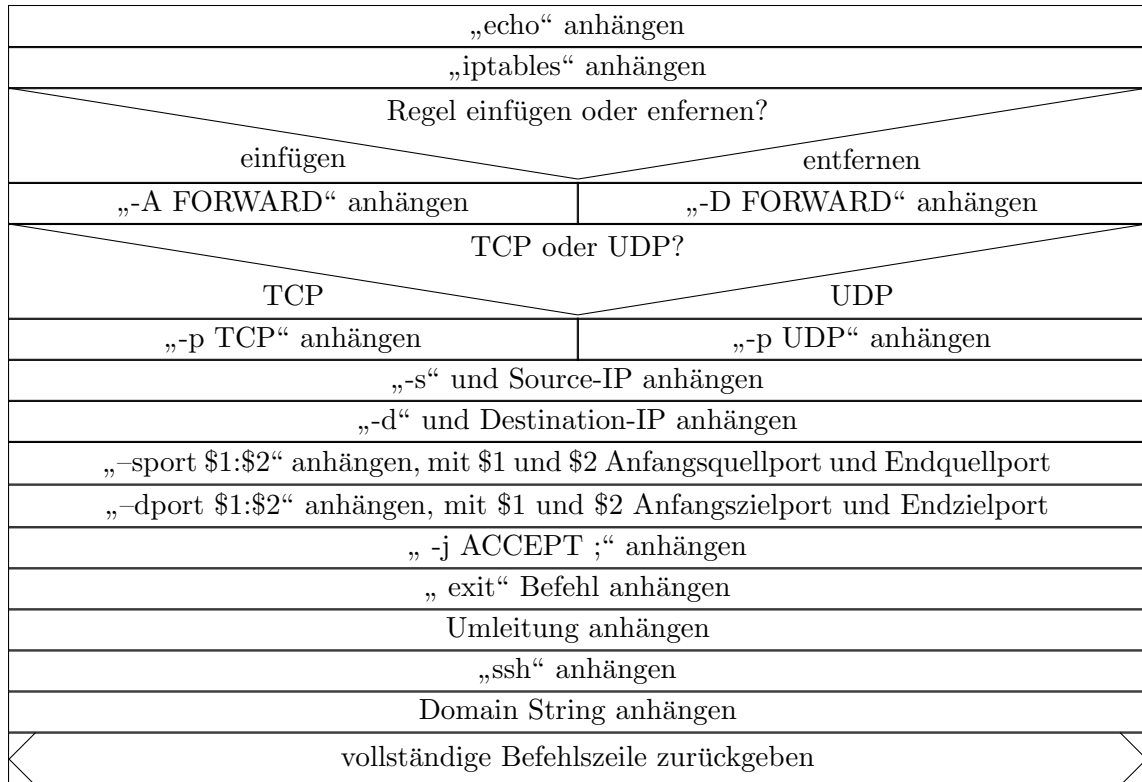 „echo“ anhängen
„iptables“ anhängen
Regel einfügen oder enfernen?
einfügen
entfernen
„-A FORWARD“ anhängen
„-D FORWARD“ anhängen
TCP oder UDP?
TCP
UDP
„-p TCP“ anhängen
„-p UDP“ anhängen
„-s“ und Source-IP anhängen
„-d“ und Destination-IP anhängen
„–sport $1:$2“ anhängen, mit $1 und $2 Anfangsquellport und Endquellport
„–dport $1:$2“ anhängen, mit $1 und $2 Anfangszielport und Endzielport
„ -j ACCEPT ;“ anhängen
„ exit“ Befehl anhängen
Umleitung anhängen
„ssh“ anhängen
Domain String anhängen
vollständige Befehlszeile zurückgeben